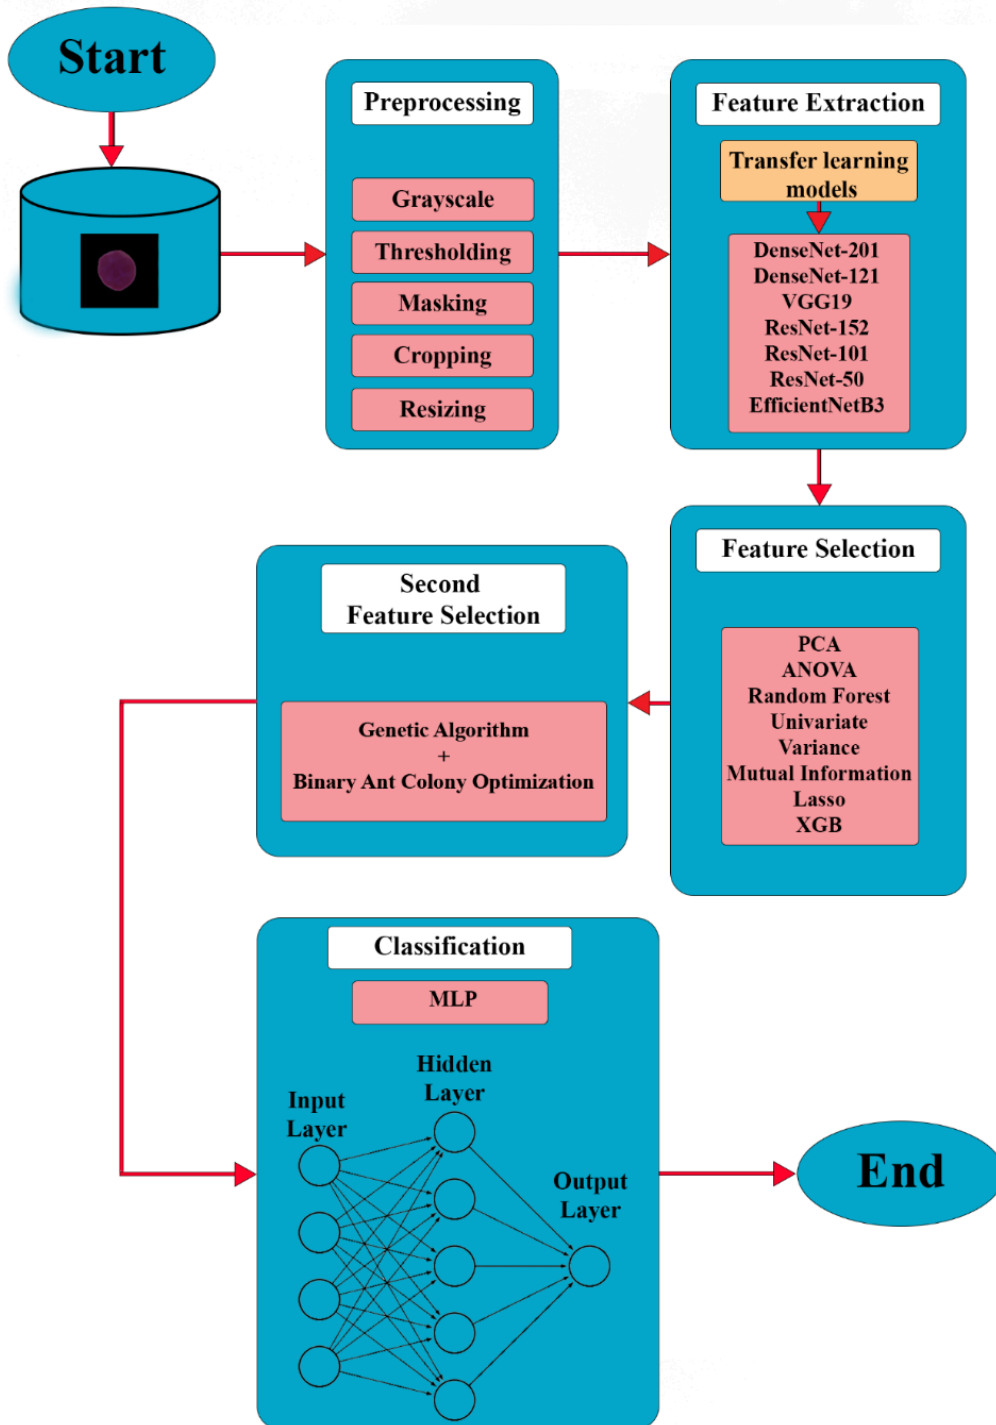 Start
Preprocessing
Grayscale
Thresholding
Masking
Cropping
Resizing
Feature Extraction
Transfer learning
models
DenseNet-201
DenseNet-121
VGG19
ResNet-152
ResNet-101
ResNet-50
EfficientNetB3
Feature Selection
PCA
ANOVA
Random Forest
Univariate
Variance
Mutual Information
Lasso
XGB
Second
Feature Selection
Genetic Algorithm
+
Binary Ant Colony Optimization
Classification
MLP
Input
Layer
Hidden
Layer
Output
Layer
End